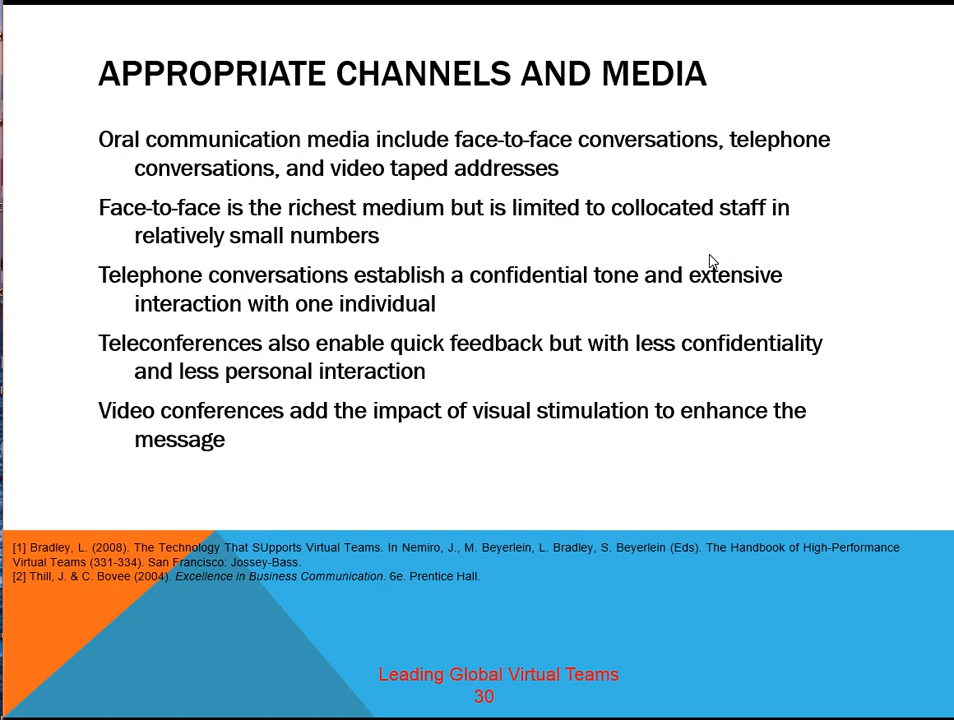 APPROPRIATE CHANNELS AND MEDIA
Oral communication media include face-to-face conversations, telephone
conversations, and video taped addresses
Face-to-face is the richest medium but is limited to collocated staff in
relatively small numbers
Telephone conversations establish a confidential tone and extensive
interaction with one individual
Teleconferences also enable quick feedback but with less confidentiality
and less personal interaction
Video conferences add the impact of visual stimulation to enhance the
message
[1] Bradley, L. (2008). The Technology That SUpports Virtual Teams. In Nemiro, J., M. Beyerlein, L. Bradley, S. Beyerlein (Eds). The Handbook of High-Performance
Virtual Teams (331-334). San Francisco: Jossey-Bass.
[2] Thill, J. & C. Bovee (2004). Excellence in Business Communication. 6e. Prentice Hall.
Leading Global Virtual Teams
30